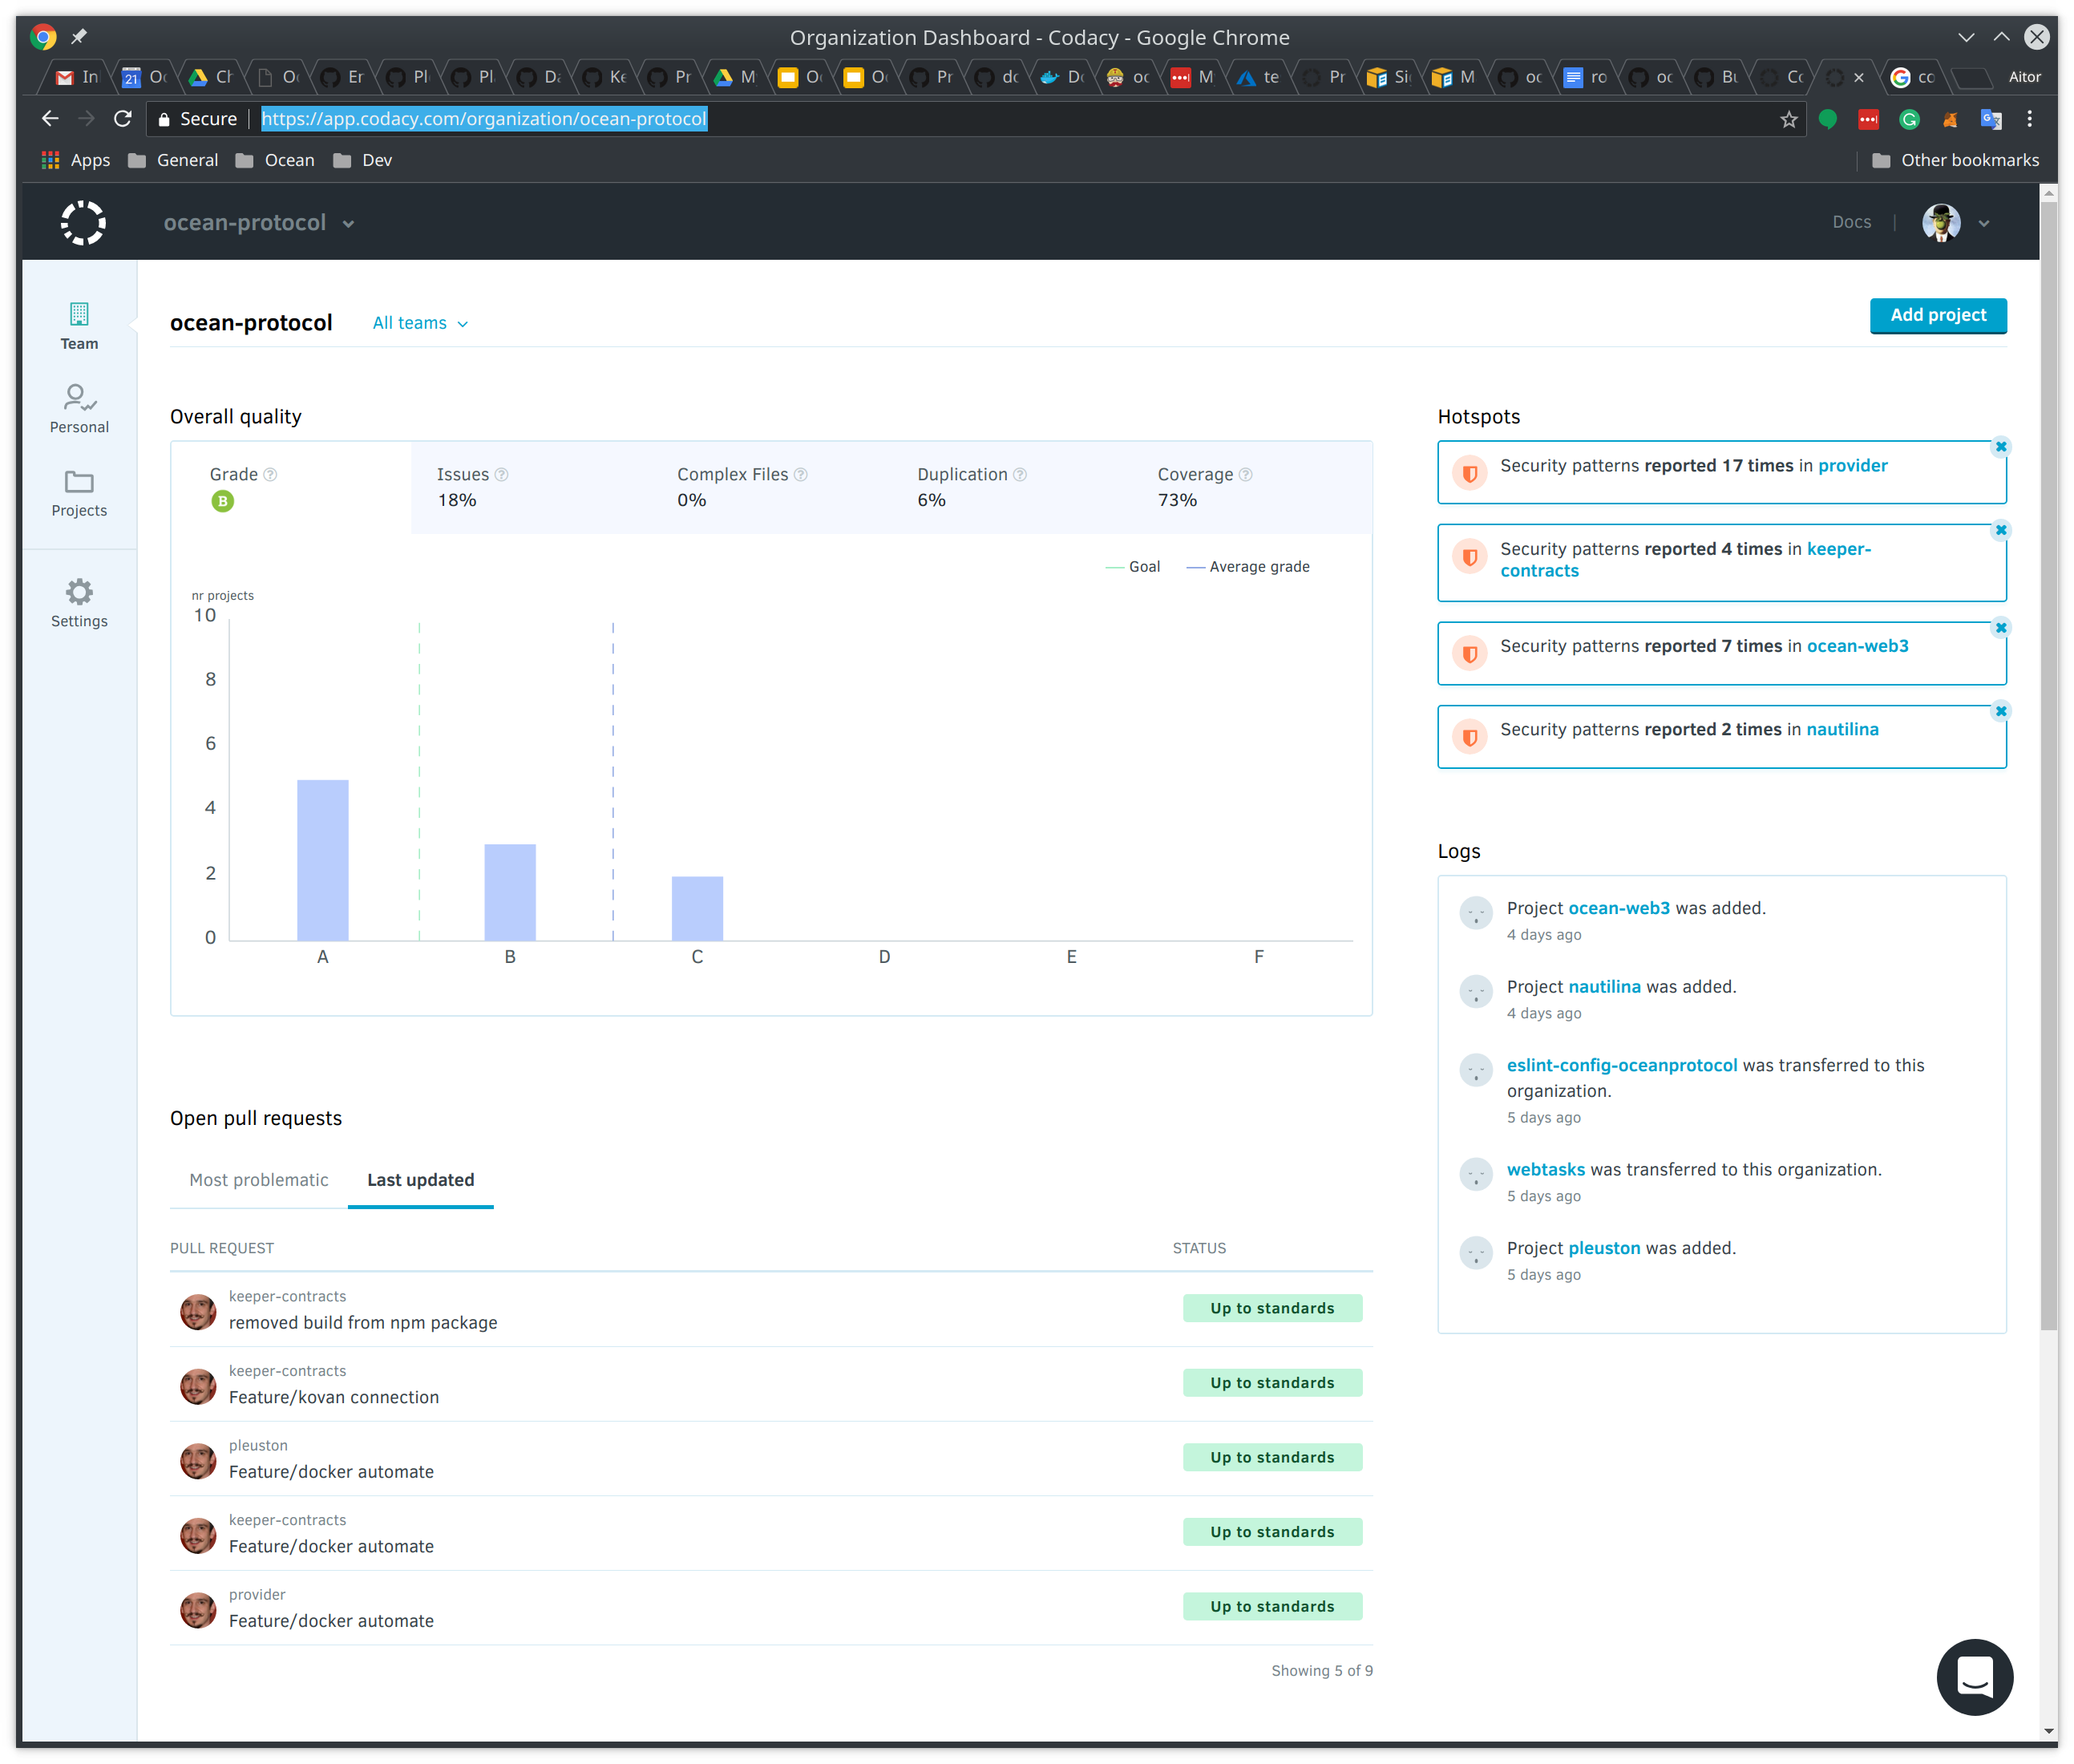 Organization Dashboard - Codacy - Google Chrome
In 21 Oc Ch Oc Er Pl Pl Da Ke Pr M Oc Oc Pr dc Dc oc M te Pr Si M oc ro oc Bu Cc co Aitor
Secure https://app.codacy.com/organization/ocean-protocol
Apps General Ocean Dev Other bookmarks
ocean-protocol Docs
Team
Personal
Projects
Settings
ocean-protocol All teams Add project
Overall quality
Grade Issues Complex Files Duplication Coverage
B 18% 0% 6% 73%
Goal Average grade
nr projects
10
8
6
4
2
0
A B C D E F
Open pull requests
Most problematic Last updated
PULL REQUEST STATUS
keeper-contracts
removed build from npm package Up to standards
keeper-contracts
Feature/kovan connection Up to standards
pleuston
Feature/docker automate Up to standards
keeper-contracts
Feature/docker automate Up to standards
provider
Feature/docker automate Up to standards
Showing 5 of 9
Hotspots
Security patterns reported 17 times in provider
Security patterns reported 4 times in keeper-
contracts
Security patterns reported 7 times in ocean-web3
Security patterns reported 2 times in nautilina
Logs
Project ocean-web3 was added.
4 days ago
Project nautilina was added.
4 days ago
eslint-config-oceanprotocol was transferred to this
organization.
5 days ago
webtasks was transferred to this organization.
5 days ago
Project pleuston was added.
5 days ago